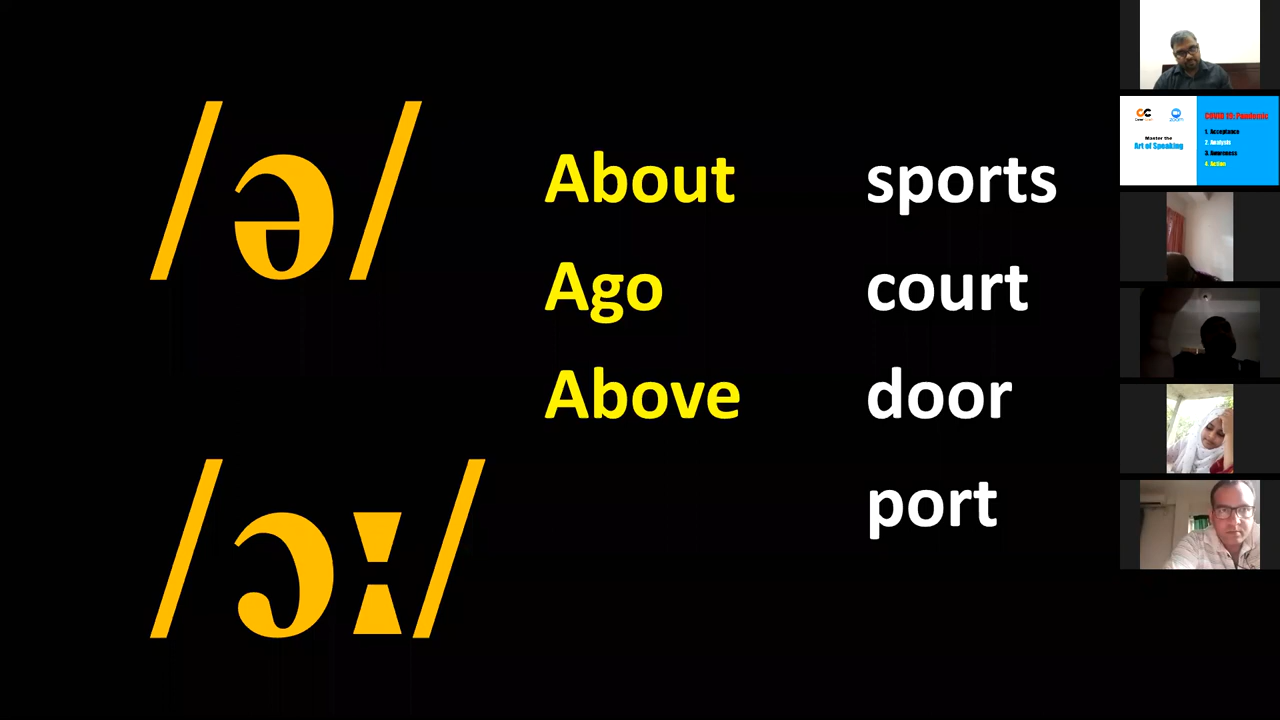 /ə/
About
Ago
Above
sports
court
door
port
/ɔː/
zoom
Master the
Art of Speaking
COVID 19: Pandemic
1. Acceptance
2. Analysis
3. Awareness
4. Action